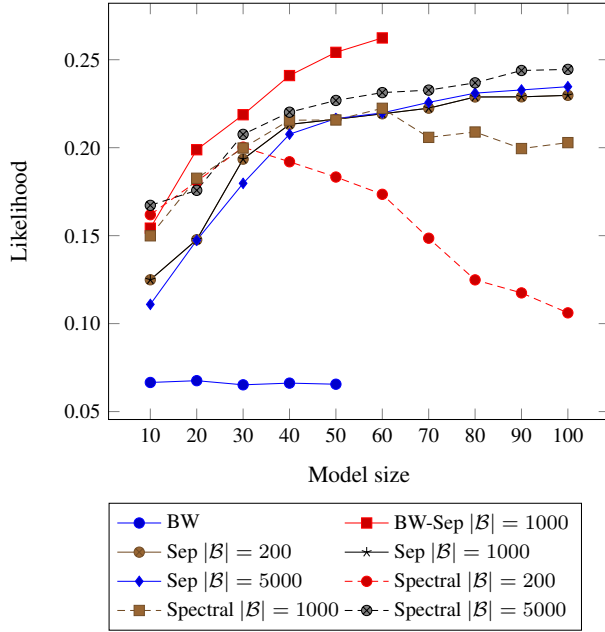 0.25
0.20
0.15
0.10
0.05
Likelihood
10 20 30 40 50 60 70 80 90 100
Model size
BW BW-Sep |ℬ| = 1000
Sep |ℬ| = 200 Sep |ℬ| = 1000
Sep |ℬ| = 5000 Spectral |ℬ| = 200
Spectral |ℬ| = 1000 Spectral |ℬ| = 5000